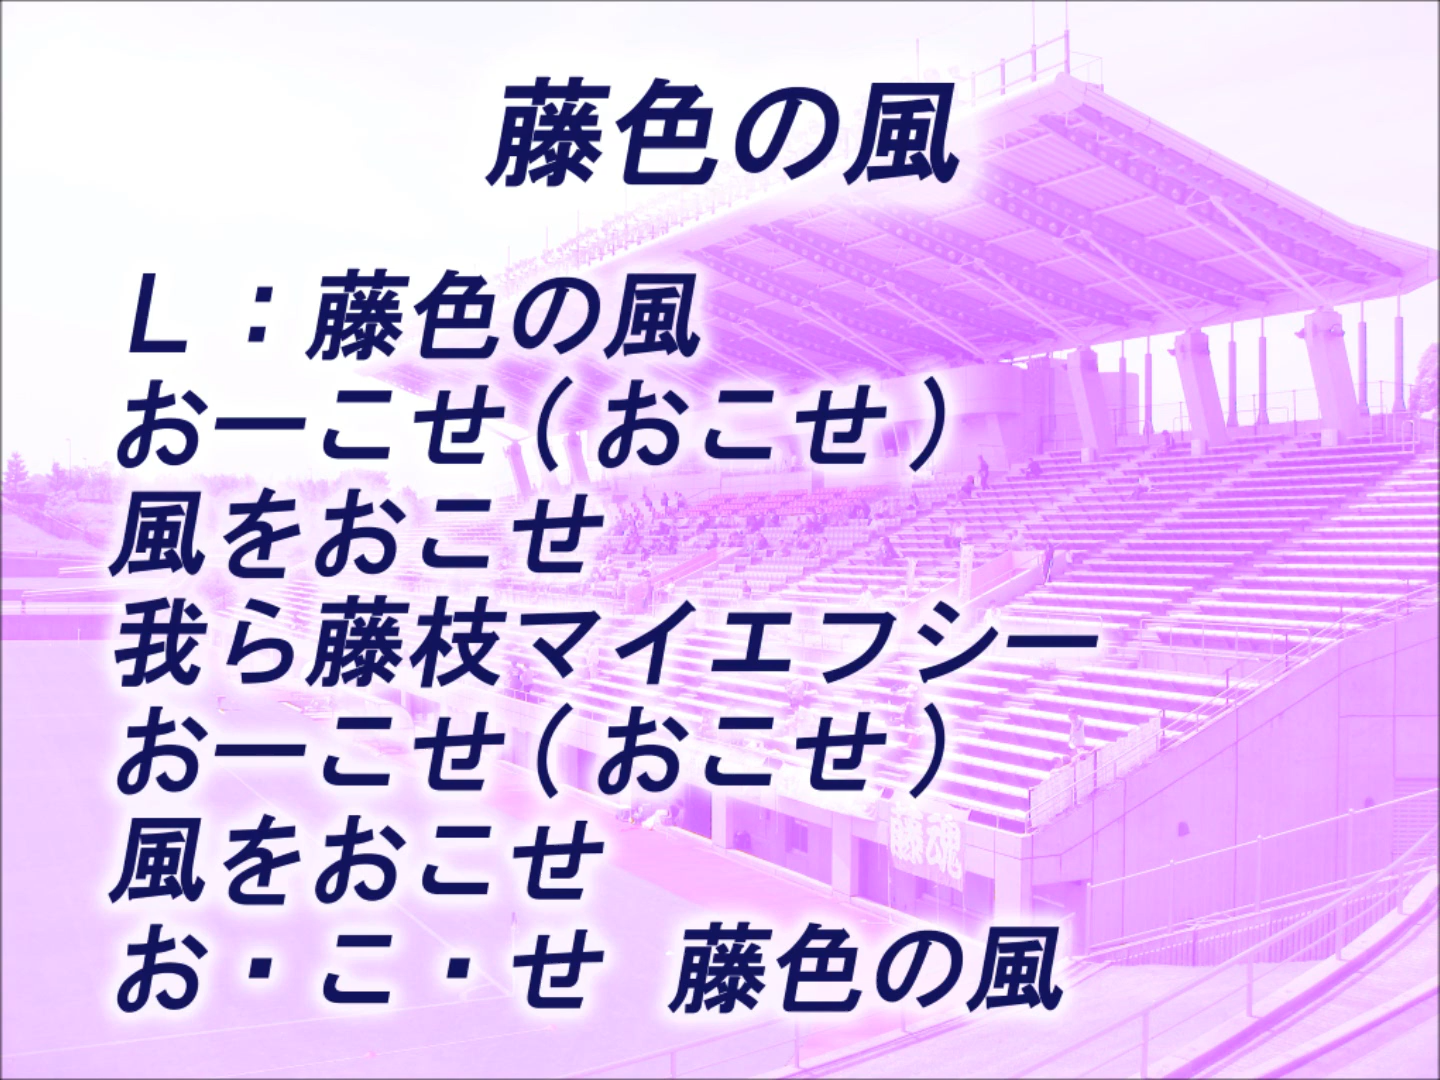 藤色の風
L：藤色の風
おーこせ(おこせ)
風をおこせ
我ら藤枝マイエフシー
おーこせ(おこせ)
風をおこせ
お・こ・せ 藤色の風
藤魂